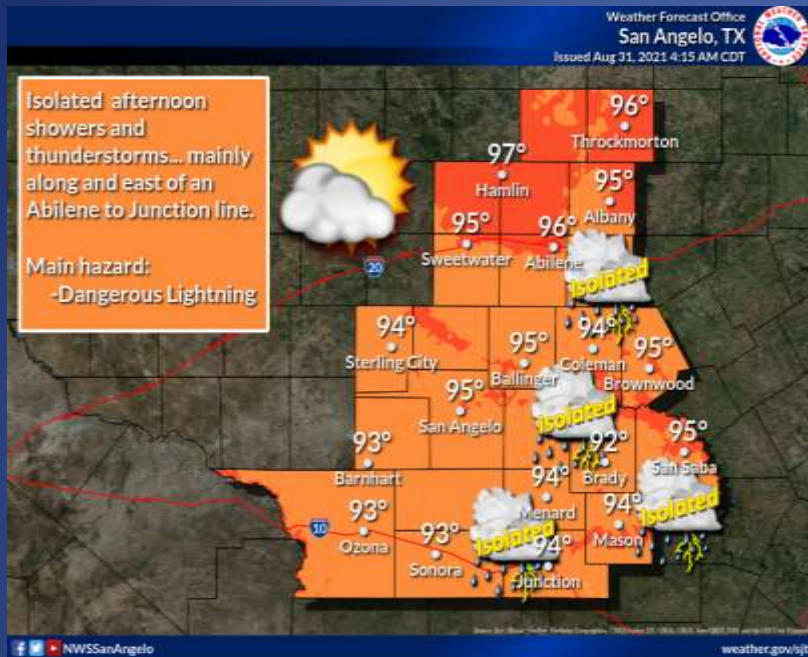 Weather Forecast Office
San Angelo, TX
Issued Aug 31, 2021 4:15 AM CDT
Isolated afternoon
showers and
thunderstorms... mainly
along and east of an
Abilene to Junction line.
Main hazard:
-Dangerous Lightning
96°
Throckmorton
97°
Hamlin
95°
Albany
95°
Sweetwater
96°
Abilene
Isolated
20
94°
Sterling City
95°
Ballinger
94°
Coleman
95°
Brownwood
95°
San Angelo
Isolated
93°
Barnhart
92°
Brady
95°
San Saba
94°
Menard
94°
Mason
Isolated
93°
Ozona
10
93°
Sonora
Isolated
94°
Junction
NWSSanAngelo
weather.gov/sjt